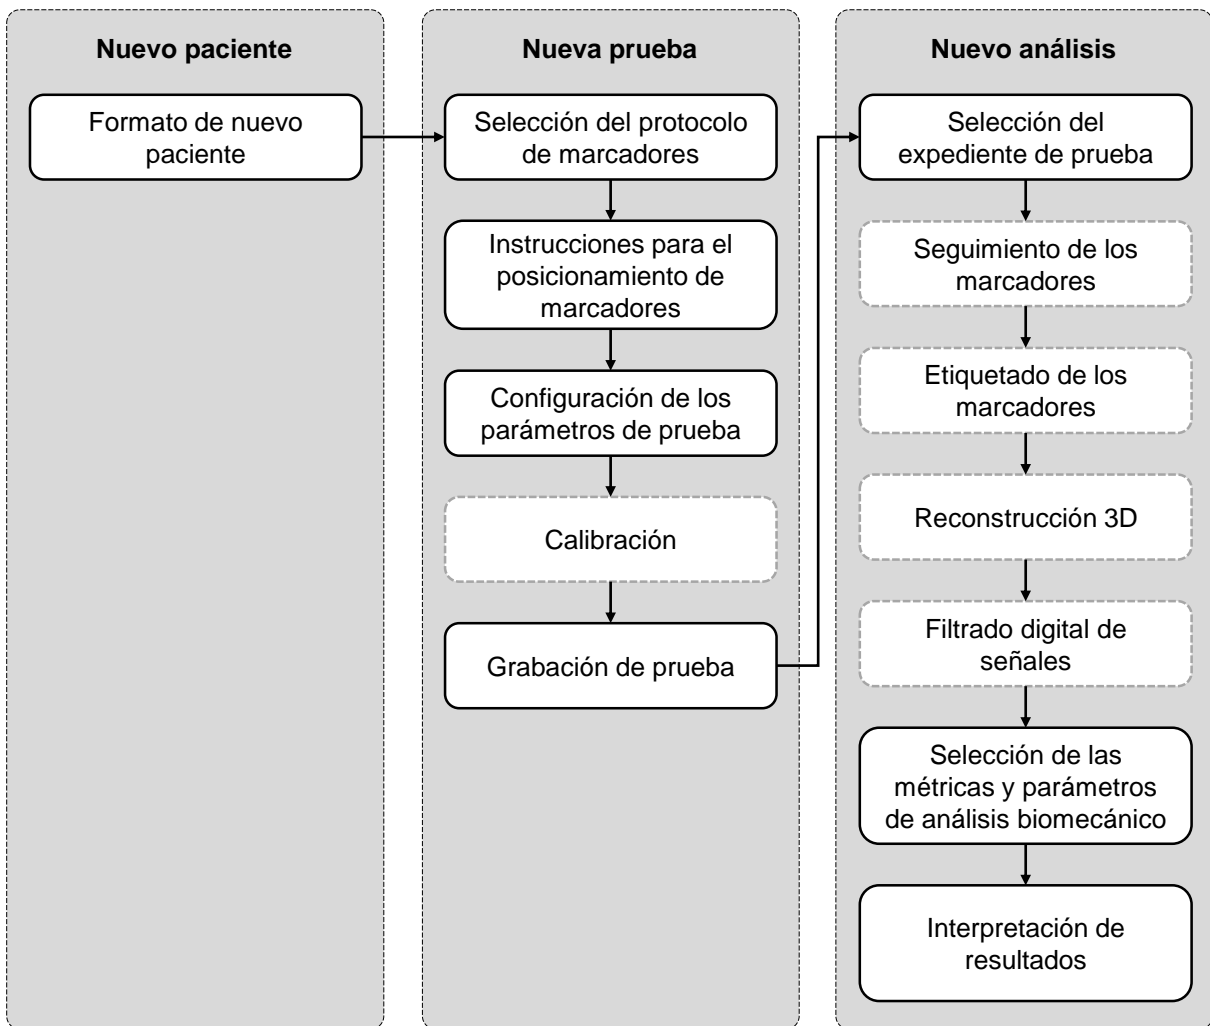 Nuevo paciente
Formato de nuevo
paciente
Nueva prueba
Selección del protocolo
de marcadores
Instrucciones para el
posicionamiento de
marcadores
Configuración de los
parámetros de prueba
Calibración
Grabación de prueba
Nuevo análisis
Selección del
expediente de prueba
Seguimiento de los
marcadores
Etiquetado de los
marcadores
Reconstrucción 3D
Filtrado digital de
señales
Selección de las
métricas y parámetros
de análisis biomecánico
Interpretación de
resultados